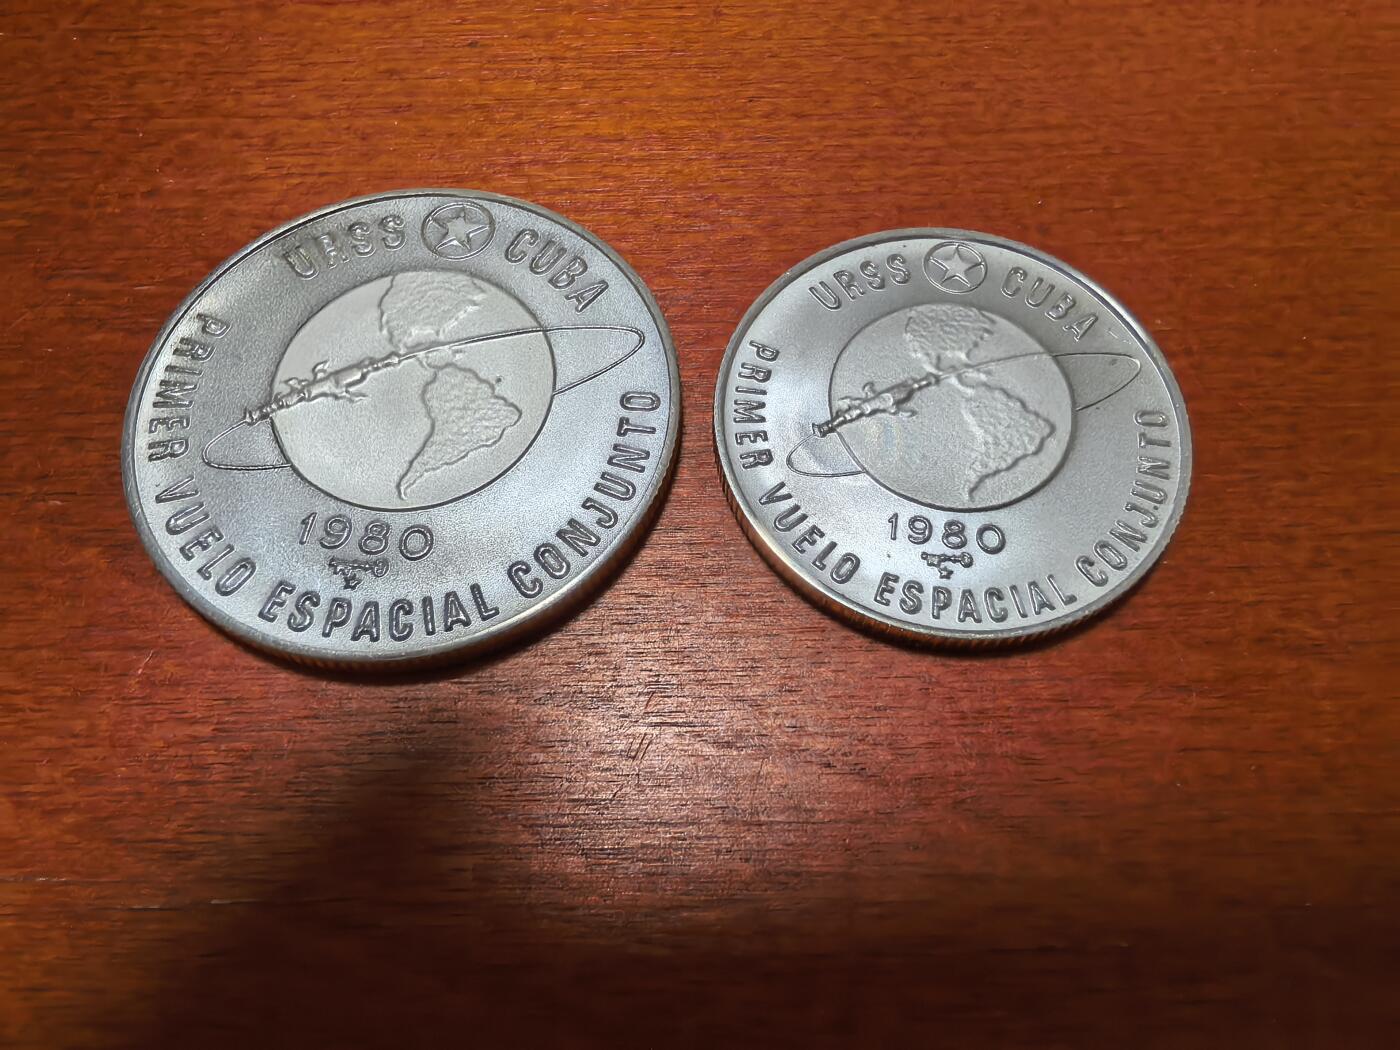 URSS CUBA
PRIMER VUELO ESPACIAL CONJUNTO
1980
URSS CUBA
PRIMER VUELO ESPACIAL CONJUNTO
1980